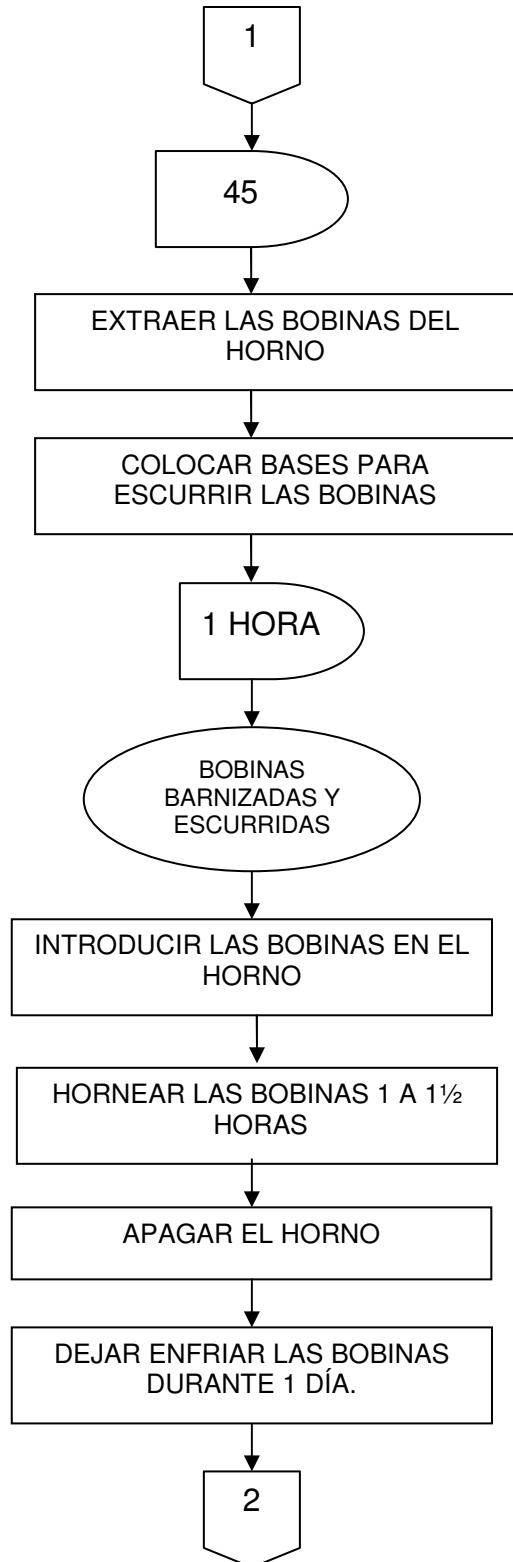 1
45
EXTRAER LAS BOBINAS DEL
HORNO
COLOCAR BASES PARA
ESCURRIR LAS BOBINAS
1 HORA
BOBINAS
BARNIZADAS Y
ESCURRIDAS
INTRODUCIR LAS BOBINAS EN EL
HORNO
HORNEAR LAS BOBINAS 1 A 1½
HORAS
APAGAR EL HORNO
DEJAR ENFRIAR LAS BOBINAS
DURANTE 1 DÍA.
2